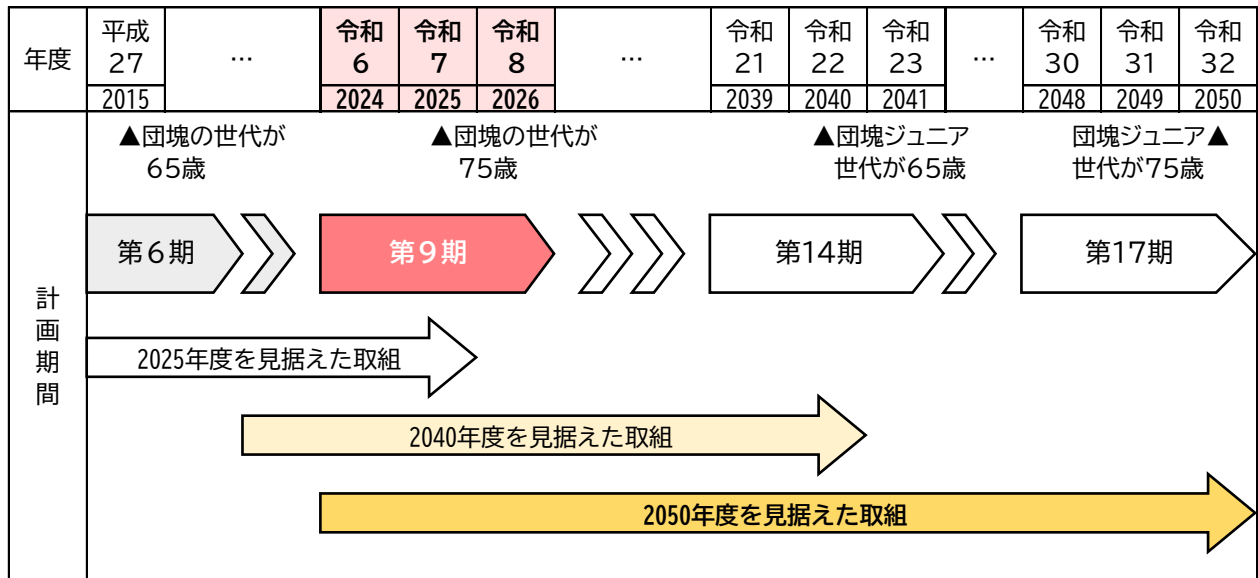 年度
平成
27
2015
…
令和
6
2024
令和
7
2025
令和
8
2026
…
令和
21
2039
令和
22
2040
令和
23
2041
…
令和
30
2048
令和
31
2049
令和
32
2050
計画期間
▲団塊の世代が
65歳
▲団塊の世代が
75歳
▲団塊ジュニア
世代が65歳
団塊ジュニア▲
世代が75歳
第6期
第9期
第14期
第17期
2025年度を見据えた取組
2040年度を見据えた取組
2050年度を見据えた取組